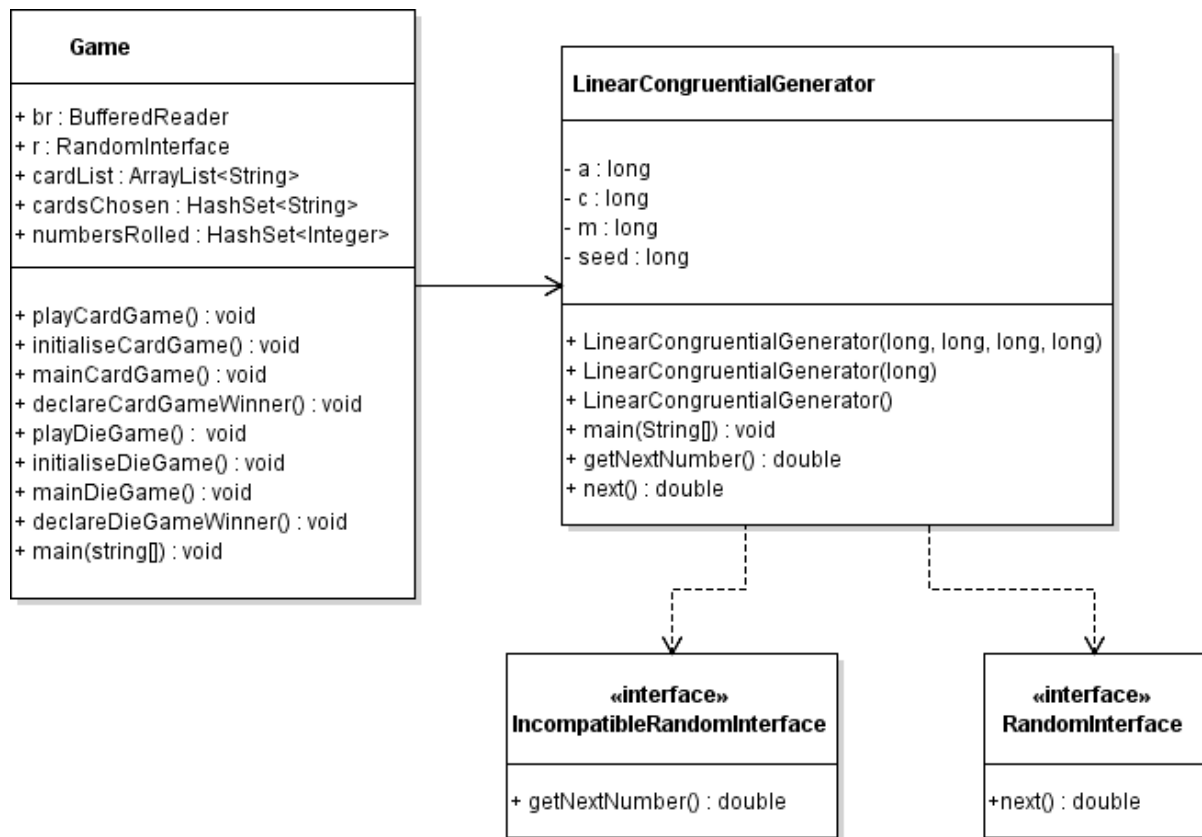 Game
+ br : BufferedReader
+ r : RandomInterface
+ cardList : ArrayList<String>
+ cardsChosen : HashSet<String>
+ numbersRolled : HashSet<Integer>
+ playCardGame() : void
+ initialiseCardGame() : void
+ mainCardGame() : void
+ declareCardGameWinner() : void
+ playDieGame() :  void
+ initialiseDieGame() : void
+ mainDieGame() : void
+ declareDieGameWinner() : void
+ main(string[]) : void
LinearCongruentialGenerator
- a : long
- c : long
- m : long
- seed : long
+ LinearCongruentialGenerator(long, long, long, long)
+ LinearCongruentialGenerator(long)
+ LinearCongruentialGenerator()
+ main(String[]) : void
+ getNextNumber() : double
+ next() : double
«interface»
IncompatibleRandomInterface
+ getNextNumber() : double
«interface»
RandomInterface
+next() : double